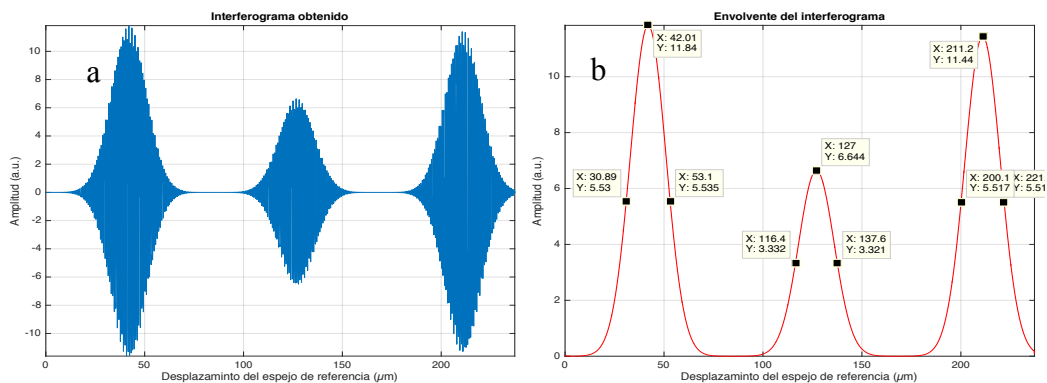 Interferograma obtenido
a
Amplitud (a.u.)
10
8
6
4
2
0
-2
-4
-6
-8
-10
0
50
100
150
200
Desplazaminto del espejo de referencia (µm)
Envolvente del interferograma
b
Amplitud (a.u.)
10
8
6
4
2
0
X: 42.01
Y: 11.84
X: 211.2
Y: 11.44
X: 127
Y: 6.644
X: 30.89
Y: 5.53
X: 53.1
Y: 5.535
X: 200.1
Y: 5.517
X: 221.
Y: 5.51
X: 116.4
Y: 3.332
X: 137.6
Y: 3.321
0
50
100
150
200
Desplazaminto del espejo de referencia (µm)